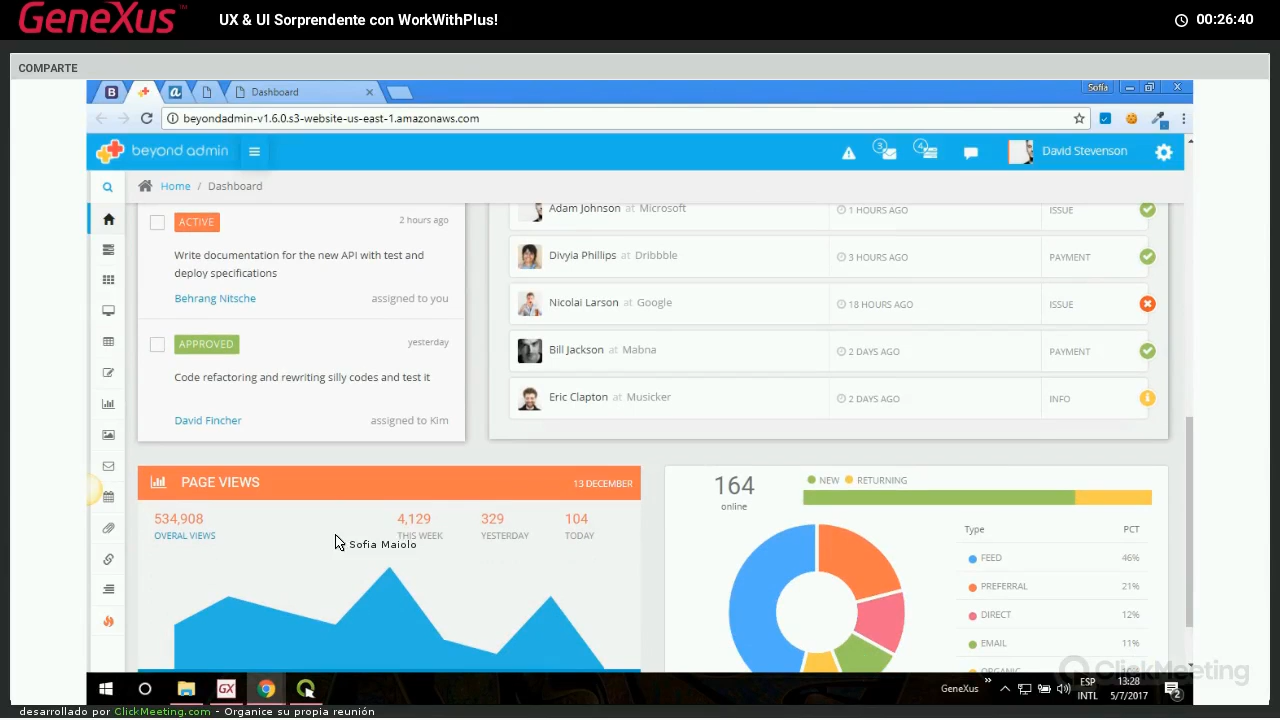 GeneXus™
UX & UI Sorprendente con WorkWithPlus!
00:26:40
COMPARTE
B
a
Dashboard
Sofia
beyondadmin-v1.6.0.s3-website-us-east-1.amazonaws.com
beyond admin
3
4
David Stevenson
Home / Dashboard
ACTIVE
2 hours ago
Write documentation for the new API with test and
deploy specifications
Behrang Nitsche
assigned to you
APPROVED
yesterday
Code refactoring and rewriting silly codes and test it
David Fincher
assigned to Kim
Adam Johnson at Microsoft
1 HOURS AGO
ISSUE
Divyia Phillips at Dribbble
3 HOURS AGO
PAYMENT
Nicolai Larson at Google
18 HOURS AGO
ISSUE
Bill Jackson at Mabna
2 DAYS AGO
PAYMENT
Eric Clapton at Musicker
2 DAYS AGO
INFO
PAGE VIEWS
13 DECEMBER
534,908
OVERAL VIEWS
4,129
THIS WEEK
329
YESTERDAY
104
TODAY
Sofia Maiolo
164
online
NEW
RETURNING
Type
PCT
FEED
46%
PREFERRAL
21%
DIRECT
12%
EMAIL
11%
ORGANIC
ClickMeeting
GX
GeneXus
ESP
INTL
13:28
5/7/2017
2
desarrollado por ClickMeeting.com - Organice su propia reunión